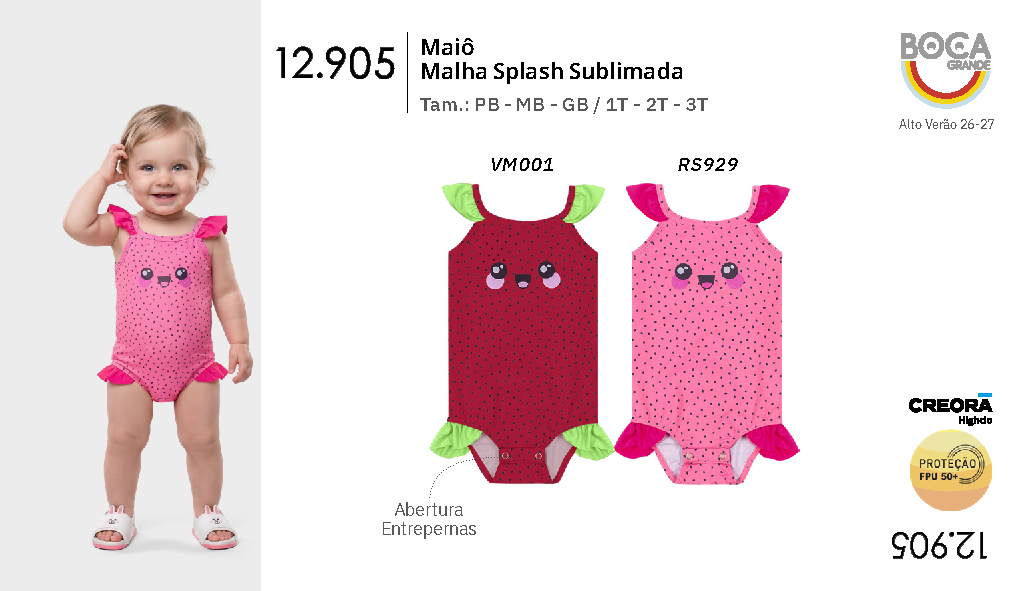 12.905
Maiô
Malha Splash Sublimada
Tam.: PB - MB - GB / 1T - 2T - 3T
BOCA
GRANDE
Alto Verão 26-27
VM001
RS929
Abertura
Entrepernas
CREORA
Highclo
PROTEÇÃO
FPU 50+
12.905